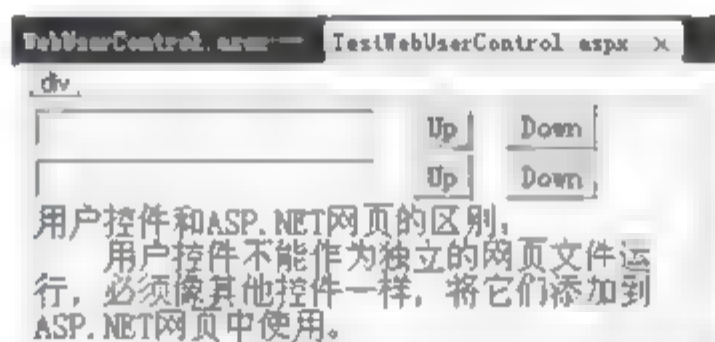 WebUserControl.ascx TestWebUserControl.aspx ×
div
Up Down
Up Down
用户控件和ASP.NET网页的区别,
用户控件不能作为独立的网页文件运
行,必须像其他控件一样,将它们添加到
ASP.NET网页中使用。